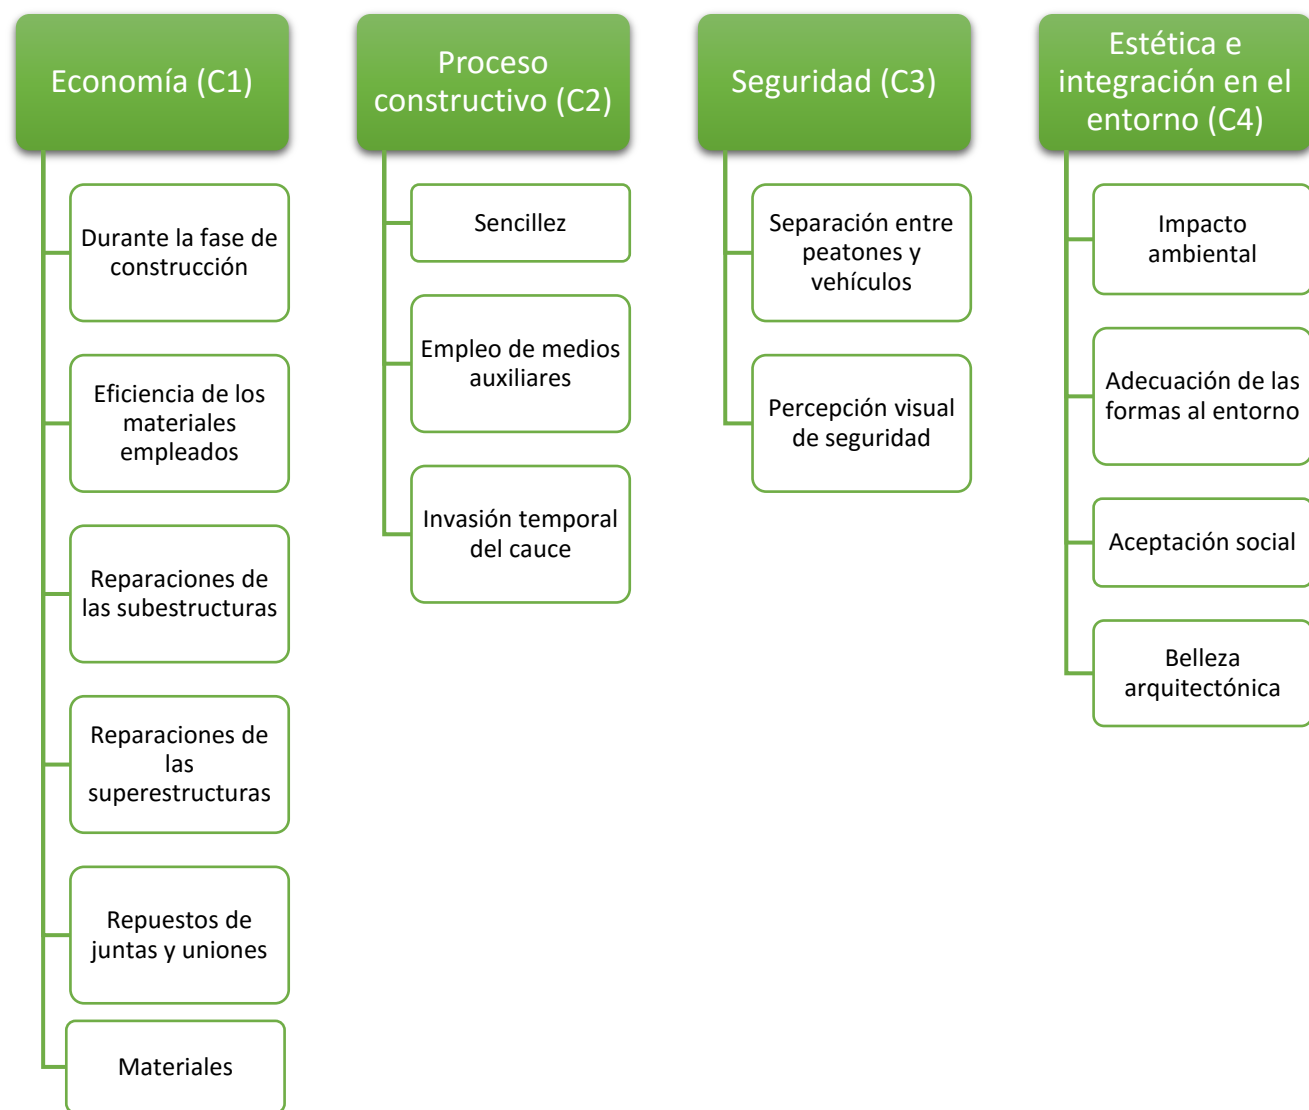 Economía (C1)
Durante la fase de
construcción
Eficiencia de los
materiales
empleados
Reparaciones de
las subestructuras
Reparaciones de
las
superestructuras
Repuestos de
juntas y uniones
Materiales
Proceso
constructivo (C2)
Sencillez
Empleo de medios
auxiliares
Invasión temporal
del cauce
Seguridad (C3)
Separación entre
peatones y
vehículos
Percepción visual
de seguridad
Estética e
integración en el
entorno (C4)
Impacto
ambiental
Adecuación de las
formas al entorno
Aceptación social
Belleza
arquitectónica